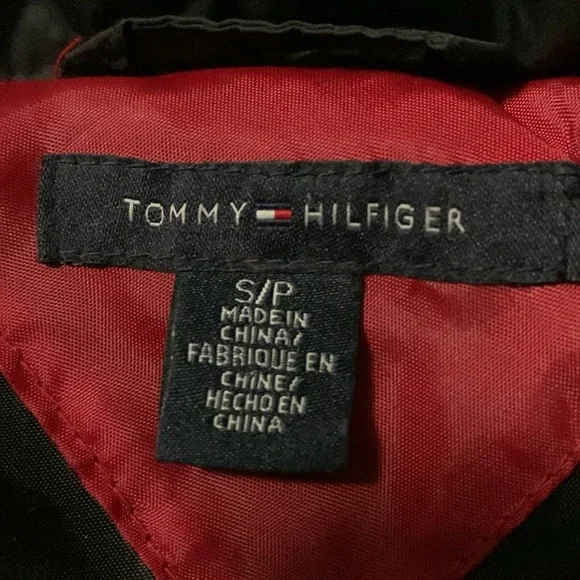 TOMMY HILFIGER
S/P
MADE IN
CHINA/
FABRIQUE EN
CHINE/
HECHO EN
CHINA